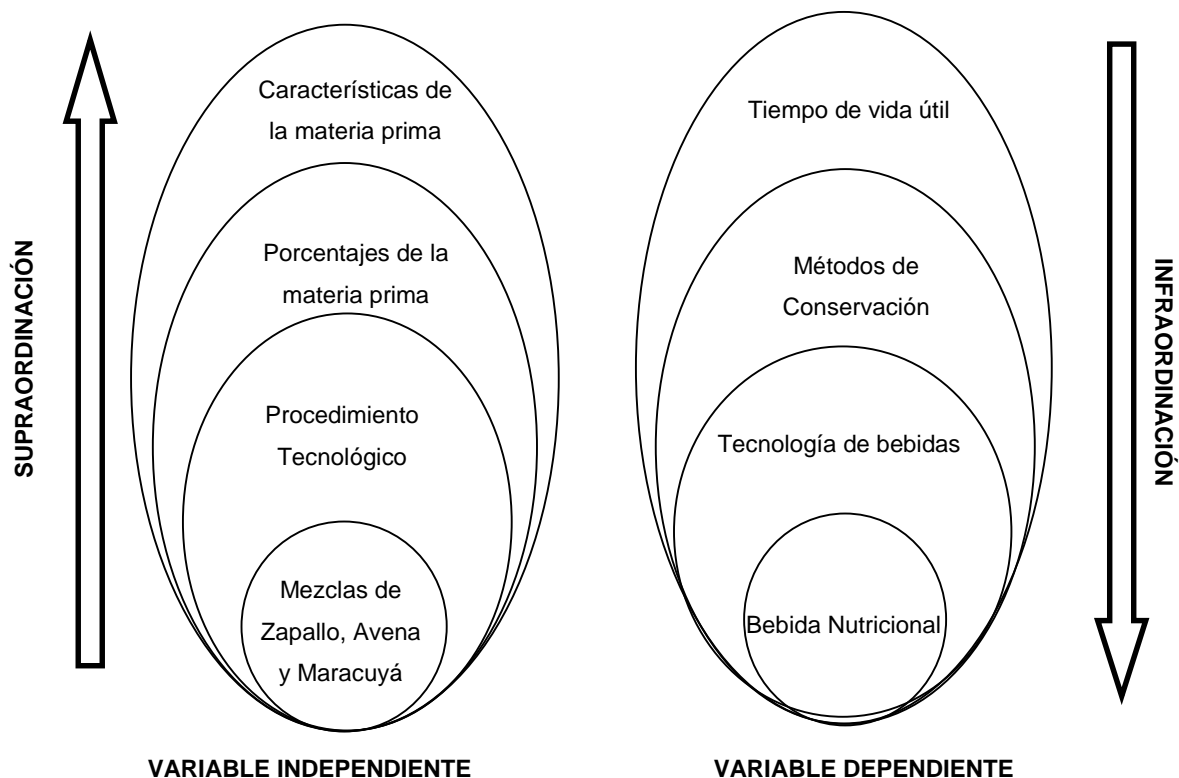 SUPRAORDINACIÓN
Características de
la materia prima
Porcentajes de la
materia prima
Procedimiento
Tecnológico
Mezclas de
Zapallo, Avena
y Maracuyá
VARIABLE INDEPENDIENTE
Tiempo de vida útil
Métodos de
Conservación
Tecnología de bebidas
Bebida Nutricional
VARIABLE DEPENDIENTE
INFRAORDINACIÓN